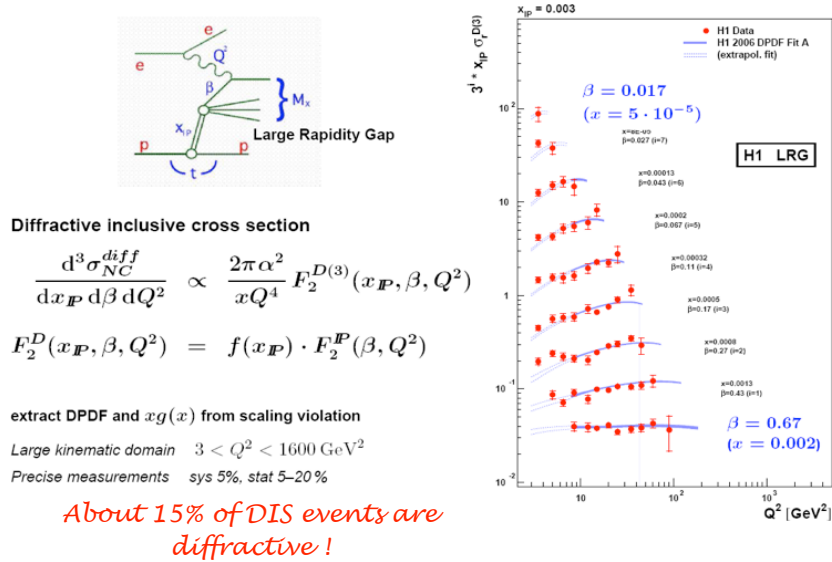 e
e
Q²
β
} Mx
x_IP
Large Rapidity Gap
p
p
t
Diffractive inclusive cross section
d³σ_NC^diff / dx_IP dβ dQ² ∝ 2πα² / xQ⁴ F₂^D(3)(x_IP, β, Q²)
F₂^D(x_IP, β, Q²) = f(x_IP) · F₂^IP(β, Q²)
extract DPDF and xg(x) from scaling violation
Large kinematic domain 3 < Q² < 1600 GeV²
Precise measurements sys 5%, stat 5–20%
About 15% of DIS events are
diffractive !
x_IP = 0.003
3^i * x_IP σ_r^D(3)
H1 Data
H1 2006 DPDF Fit A
(extrapol. fit)
β = 0.017
(x = 5 · 10⁻⁵)
β=0.027 (i=7)
H1 LRG
x=0.00013
β=0.043 (i=6)
x=0.0002
β=0.067 (i=5)
x=0.00032
β=0.11 (i=4)
x=0.0005
β=0.17 (i=3)
x=0.0008
β=0.27 (i=2)
x=0.0013
β=0.43 (i=1)
β = 0.67
(x = 0.002)
10²
10
1
10⁻¹
10⁻²
10 10² 10³
Q² [GeV²]